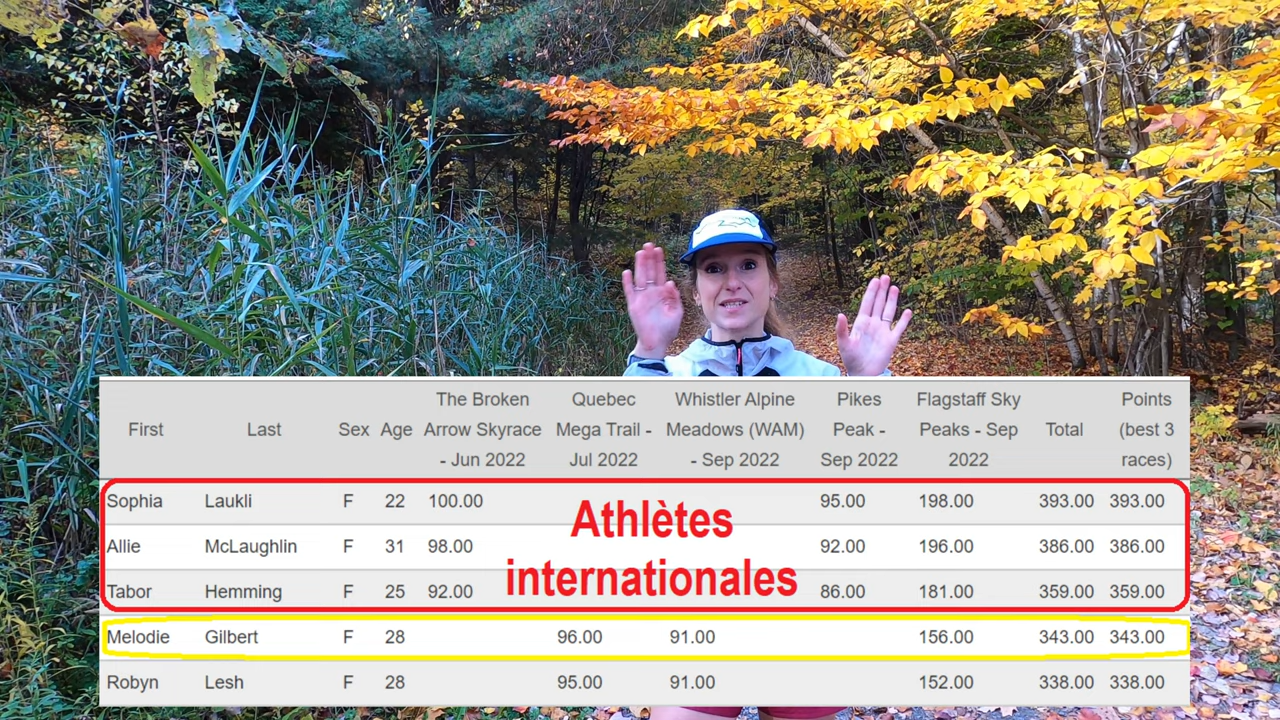 First Last Sex Age The Broken Arrow Skyrace - Jun 2022 Quebec Mega Trail - Jul 2022 Whistler Alpine Meadows (WAM) - Sep 2022 Pikes Peak - Sep 2022 Flagstaff Sky Peaks - Sep 2022 Total Points (best 3 races)
Sophia Laukli F 22 100.00 95.00 198.00 393.00 393.00
Allie McLaughlin F 31 98.00 92.00 196.00 386.00 386.00
Tabor Hemming F 25 92.00 86.00 181.00 359.00 359.00
Athlètes
internationales
Melodie Gilbert F 28 96.00 91.00 156.00 343.00 343.00
Robyn Lesh F 28 95.00 91.00 152.00 338.00 338.00